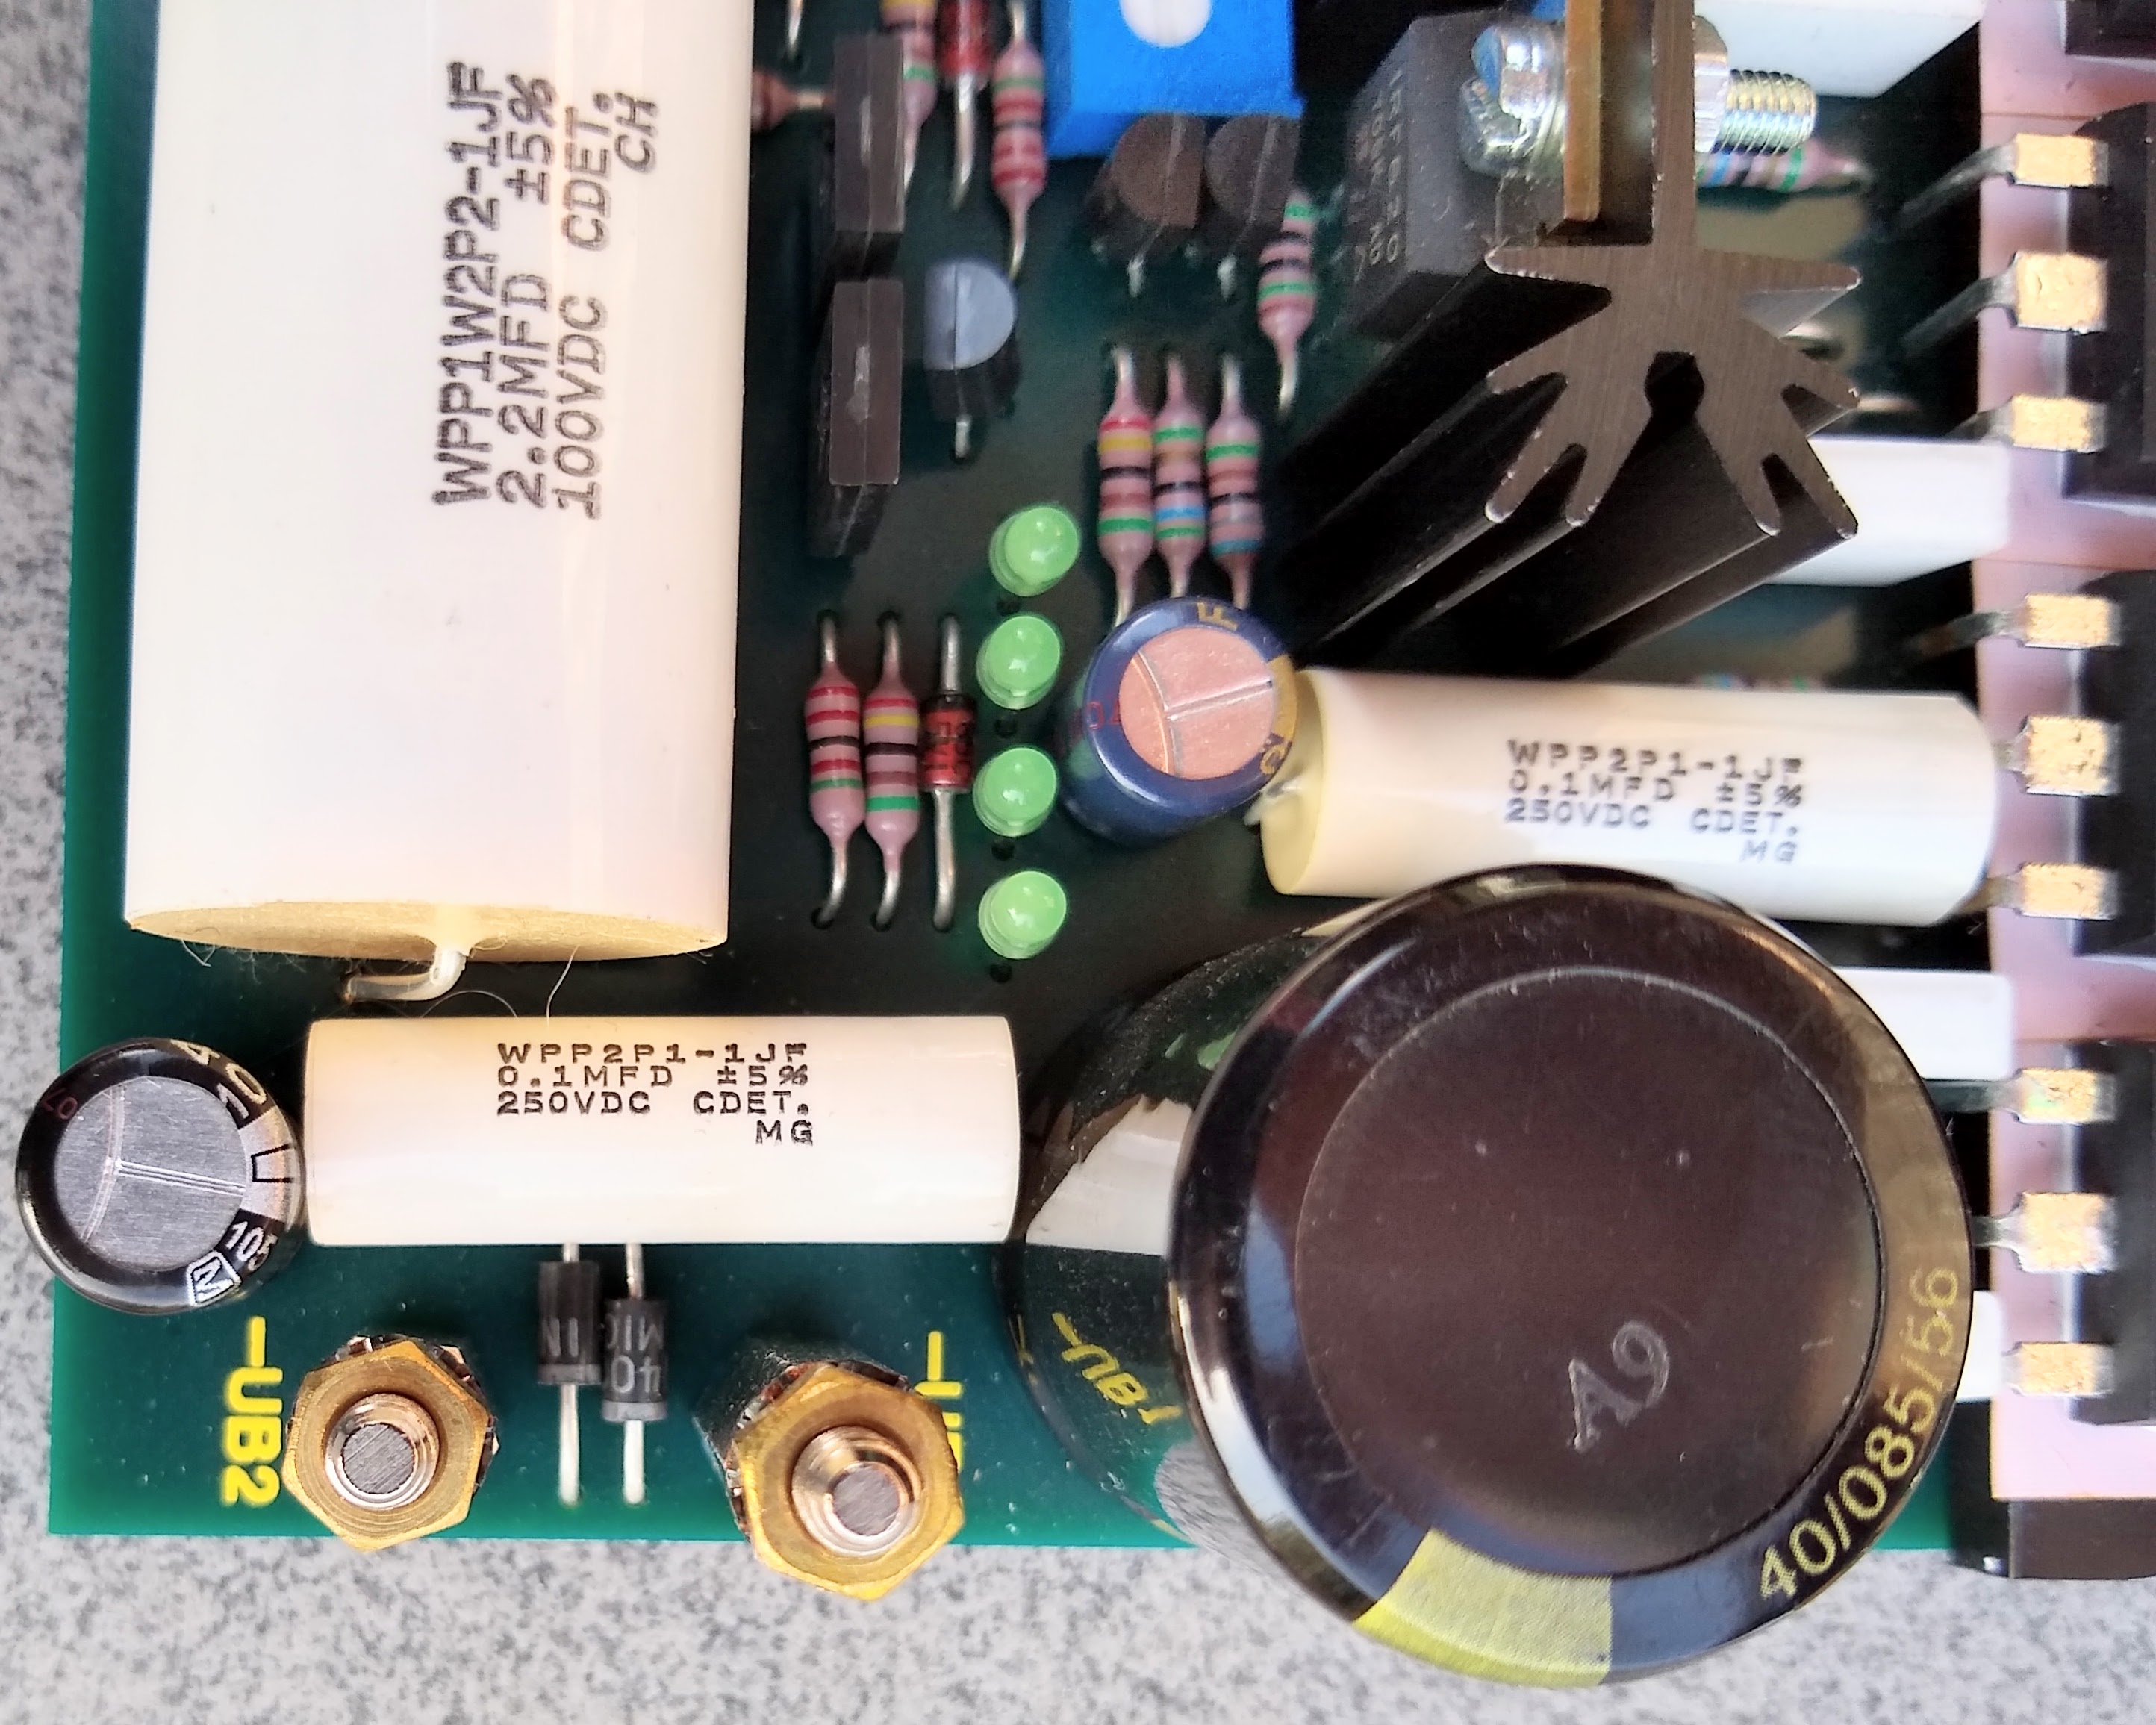 WPP1W2P2-1JF
2.2MFD ±5%
100VDC CDET.
CH
WPP2P1-1JF
0.1MFD ±5%
250VDC CDET.
MG
WPP2P1-1JF
0.1MFD ±5%
250VDC CDET.
MG
-UB2
1N
A9
40/085/56